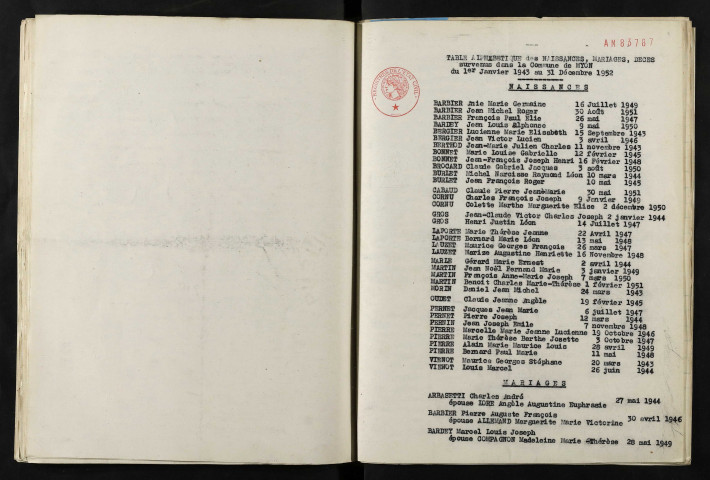 AM83787
TABLE ALPHABETIQUE des NAISSANCES, MARIAGES, DECES
survenus dans la Commune de MYON
du 1er Janvier 1943 au 31 Décembre 1952
NAISSANCES
BARBIER Anie Marie Germaine 16 Juillet 1949
BARBIER Jean Michel Roger 30 Août 1951
BARBIER François Paul Elie 26 mai 1947
BARDEY Jean Louis Alphonse 9 mai 1950
BERGIER Lucienne Marie Elisabeth 15 Septembre 1943
BERGIER Jean Victor Lucien 3 avril 1946
BERTHOD Jean-Marie Julien Charles 11 novembre 1943
BONNET Marie Louise Gabrielle 12 février 1945
BONNET Jean-François Joseph Henri 16 Février 1948
BROCARD Claude Gabriel Jacques 3 août 1950
BURLET Michel Narcisse Raymond Léon 10 mars 1944
BURLET Jean François Roger 10 mai 1945
CABAUD Claude Pierre Jean-Marie 30 mai 1951
CORNU Charles François Joseph 9 Janvier 1949
CORNU Colette Marthe Marguerite Elise 2 décembre 1950
GROS Jean-Claude Victor Charles Joseph 2 janvier 1944
GROS Henri Justin Léon 14 Juillet 1947
LAPORTE Marie Thérèse Jeanne 22 Avril 1947
LAPORTE Bernard Marie Léon 13 mai 1948
LAUZET Maurice Georges François 26 mars 1947
LAUZET Marise Augustine Henriette 16 Novembre 1948
MARLE Gérard Marie Ernest 2 avril 1944
MARTIN Jean Noël Fernand Marie 3 janvier 1949
MARTIN François Anne-Marie Joseph 7 mars 1950
MARTIN Benoit Charles Marie-Thérèse 1 février 1951
MORIN Daniel Jean Michel 24 mars 1943
OUDET Claude Jeanne Angèle 19 février 1945
PERNET Jacques Jean Marie 6 juillet 1947
PERNET Pierre Joseph 12 mars 1944
PERNIN Jean Joseph Emile 7 novembre 1948
PIERRE Marcelle Marie Jeanne Lucienne 19 Octobre 1946
PIERRE Marie Thérèse Berthe Josette 3 Octobre 1947
PIERRE Alain Marie Maurice Louis 28 avril 1949
PIERRE Bernard Paul Marie 11 mai 1948
VIENOT Maurice Georges Stéphane 20 mars 1943
VIENOT Louis Marcel 26 juin 1944
MARIAGES
ARBASETTI Charles André
épouse LORE Angèle Augustine Euphrasie 27 mai 1944
BARBIER Pierre Auguste François
épouse ALLEMAND Marguerite Marie Victorine 30 avril 1946
BARDEY Marcel Louis Joseph
épouse COMPAGNON Madeleine Marie-Thérèse 28 mai 1949